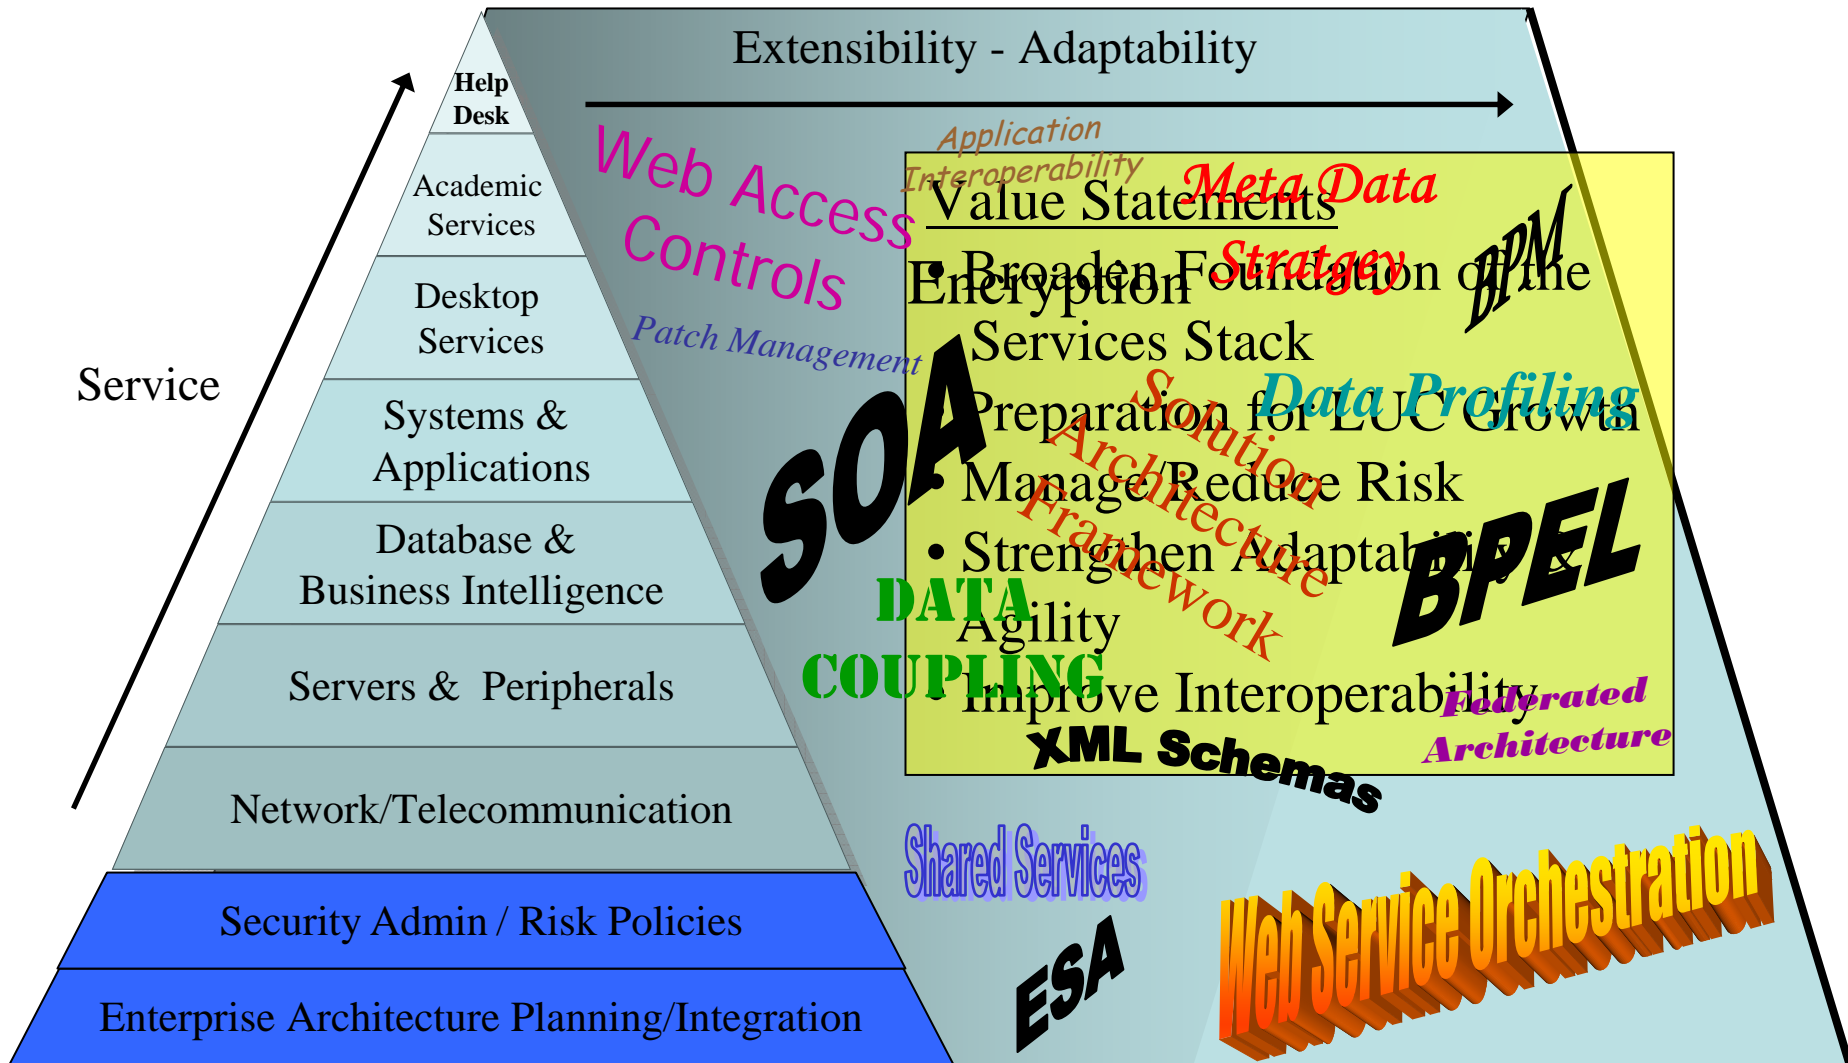 Extensibility - Adaptability
Help
Desk
Academic
Services
Desktop
Services
Systems &
Applications
Database &
Business Intelligence
Servers &  Peripherals
Network/Telecommunication
Security Admin / Risk Policies
Enterprise Architecture Planning/Integration
Service
Web Access
Controls
Patch Management
Application
Interoperability
Meta Data
Stratgey
BPM
Encryption
Value Statements
• Broaden Foundation of the
Services Stack
• Preparation for LUC Growth
• Manage/Reduce Risk
• Strengthen Adaptability &
Agility
• Improve Interoperability
SOA
Data Profiling
Solution
Architecture
Framework
BPEL
DATA
COUPLING
Federated
Architecture
XML Schemas
Shared Services
ESA
Web Service Orchestration